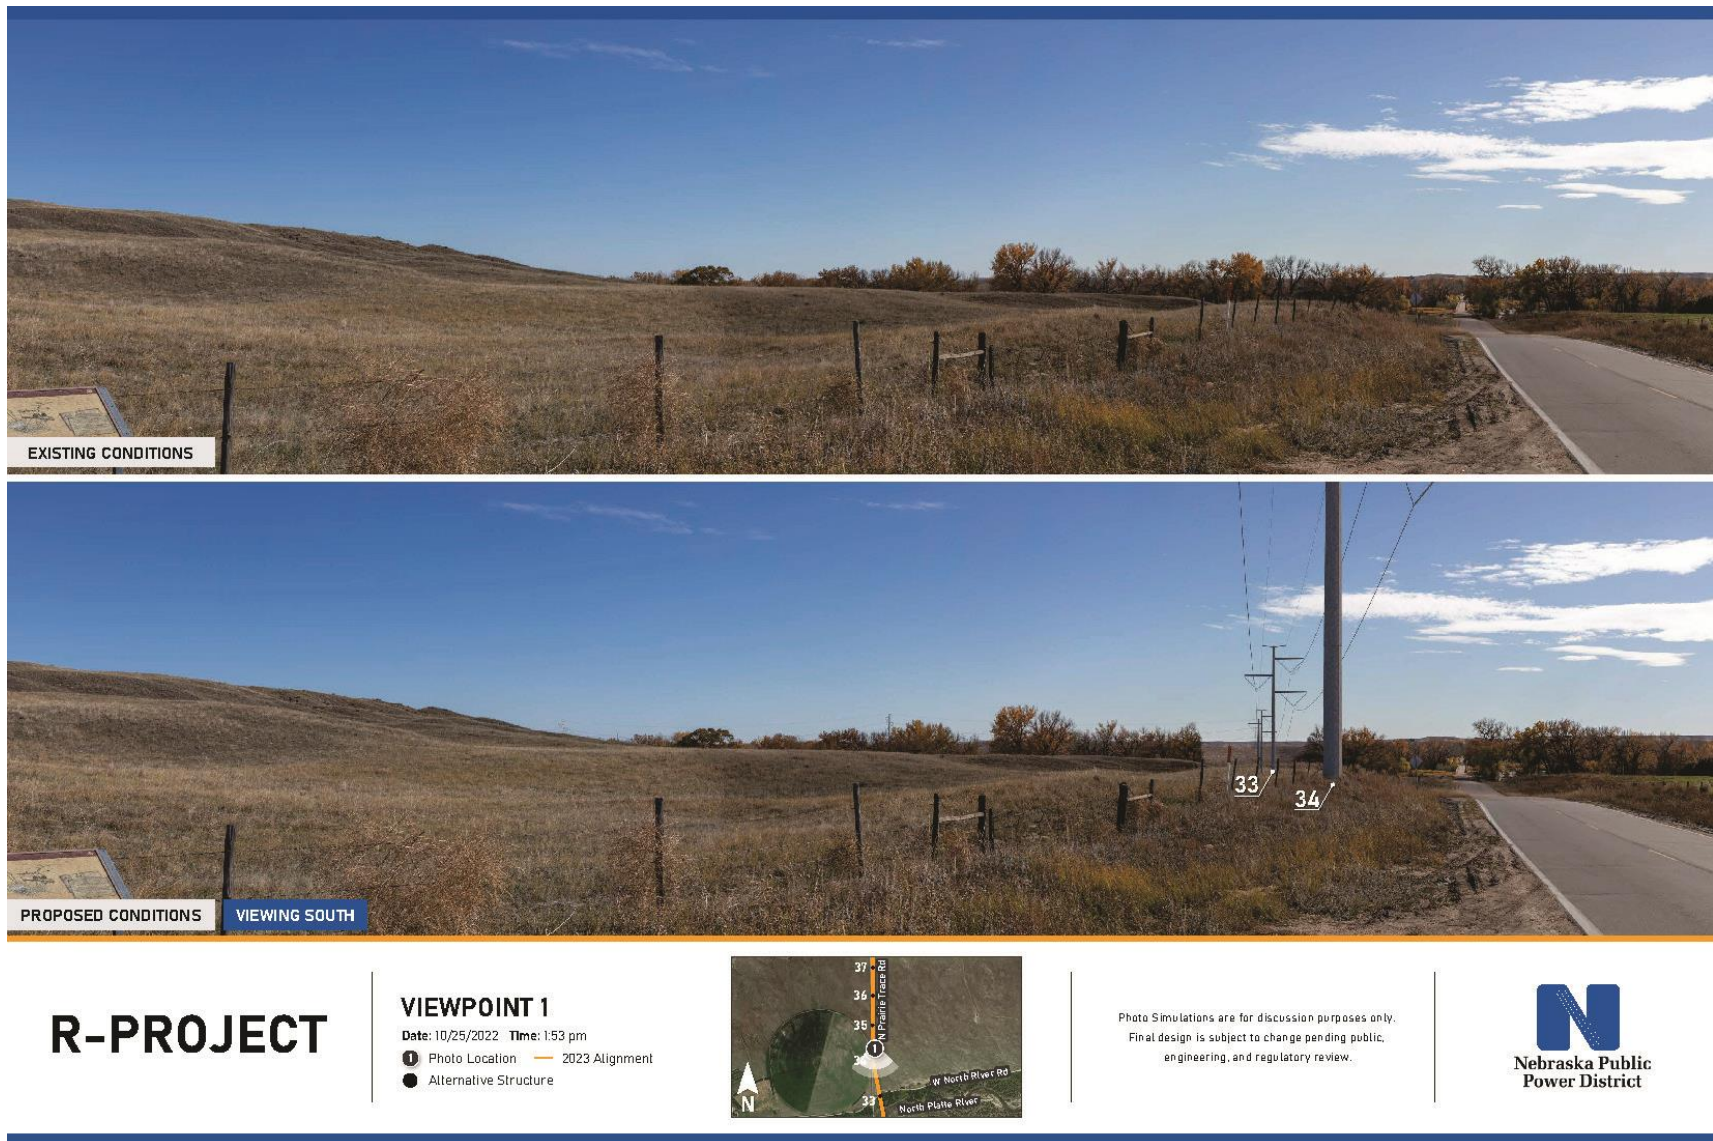 EXISTING CONDITIONS
33
34
PROPOSED CONDITIONS
VIEWING SOUTH
R-PROJECT
VIEWPOINT 1
Date: 10/25/2022 Time: 1:53 pm
1 Photo Location
2023 Alignment
Alternative Structure
37
36
35
1
33
N Prairie Trace Rd
W North River Rd
North Platte River
N
Photo Simulations are for discussion purposes only.
Final design is subject to change pending public,
engineering, and regulatory review.
N
Nebraska Public
Power District